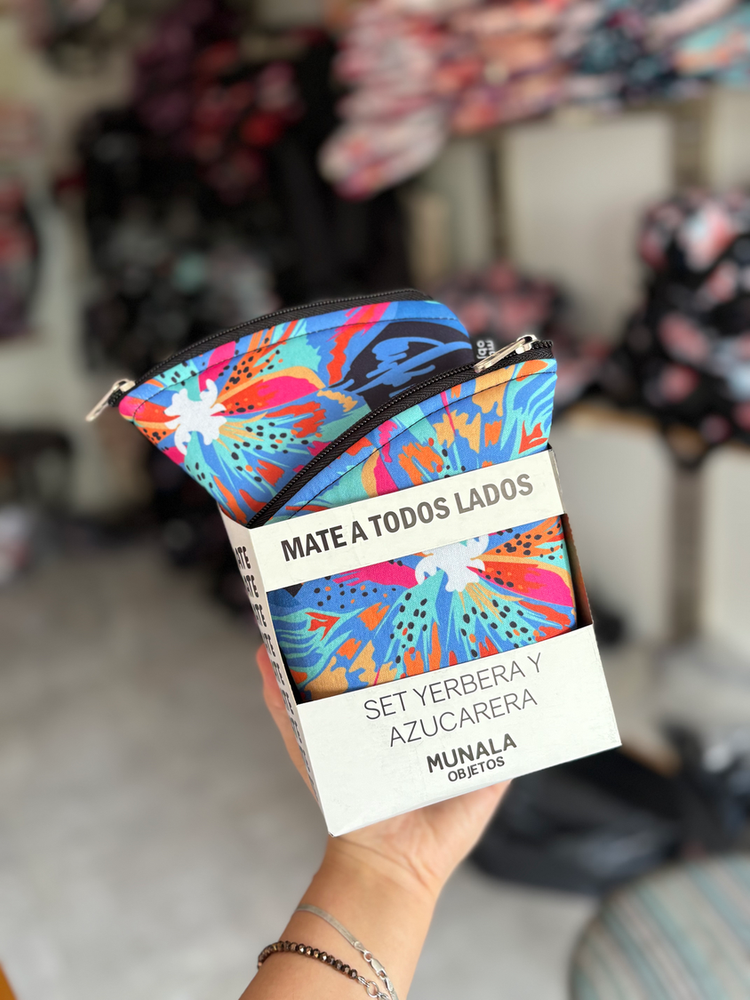 MATE A TODOS LADOS
SET YERBERA Y
AZUCARERA
MUNALA
OBJETOS